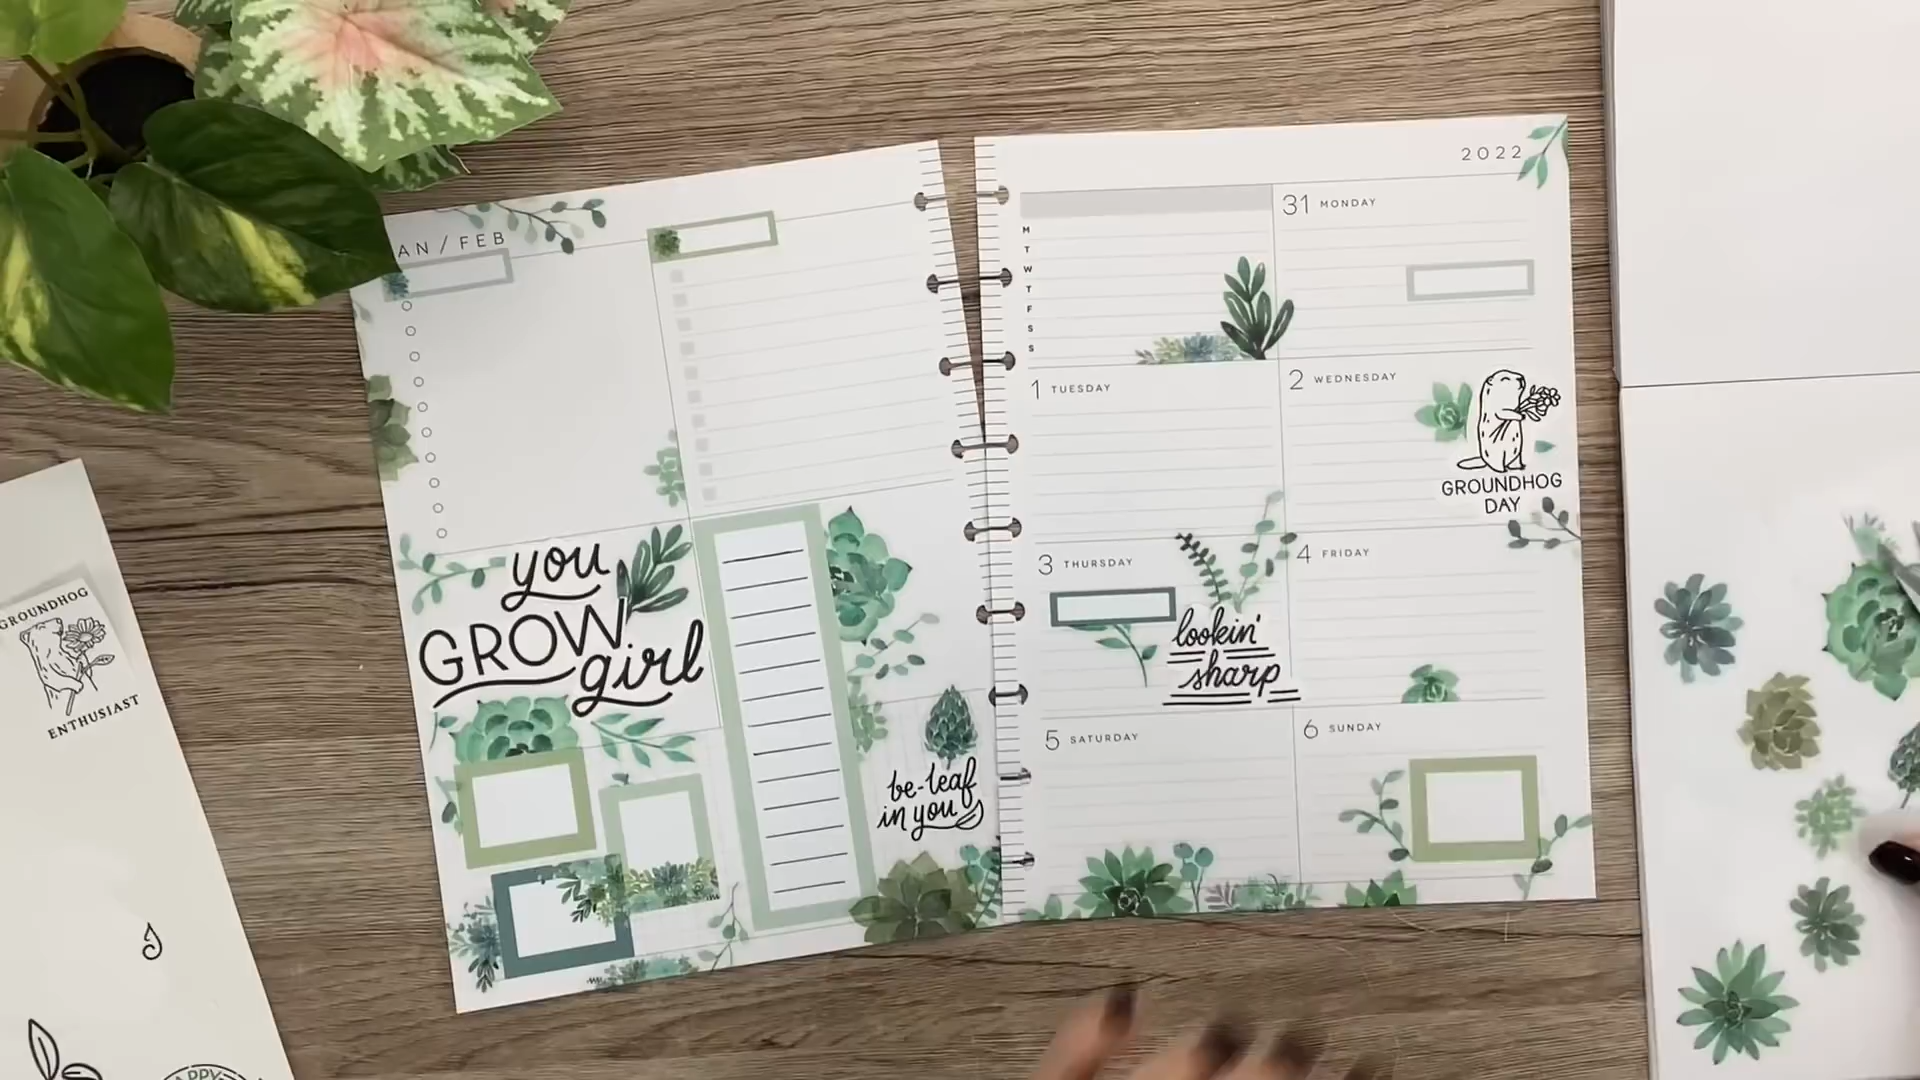 AN / FEB
you
GROW
girl
be-leaf
in you
2022
31 MONDAY
M
T
W
T
F
S
S
1 TUESDAY
2 WEDNESDAY
GROUNDHOG
DAY
3 THURSDAY
lookin'
sharp
4 FRIDAY
5 SATURDAY
6 SUNDAY
GROUNDHOG
ENTHUSIAST